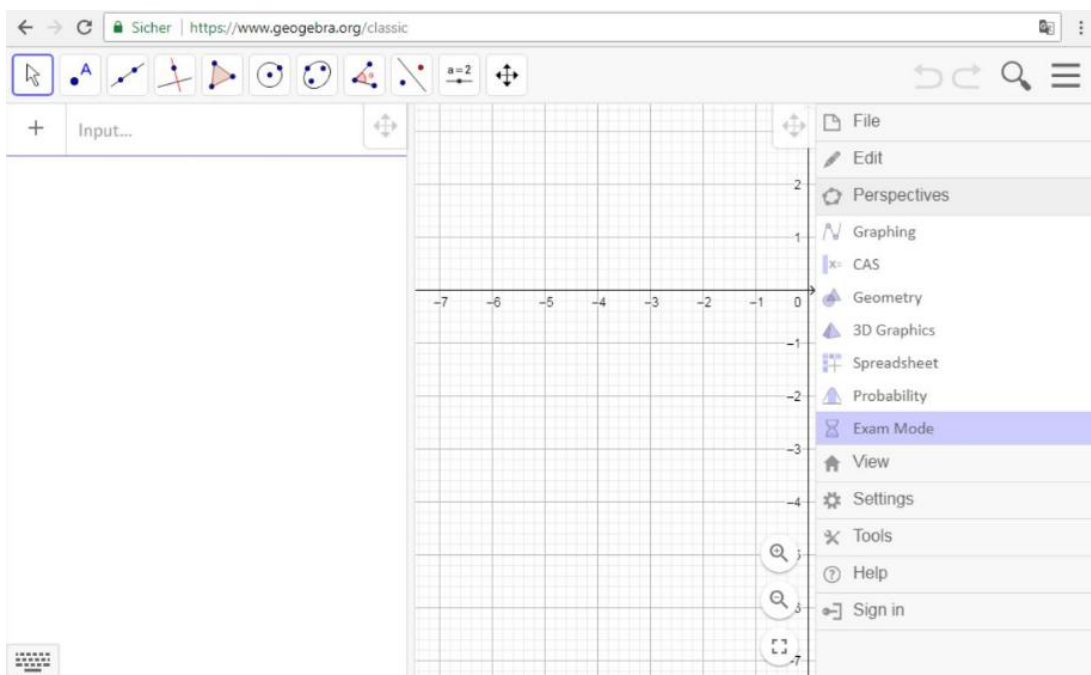 Sicher | https://www.geogebra.org/classic
A
a=2
Input...
File
Edit
Perspectives
Graphing
x= CAS
Geometry
3D Graphics
Spreadsheet
Probability
Exam Mode
View
Settings
Tools
Help
Sign in
2
1
-7 -6 -5 -4 -3 -2 -1 0
-1
-2
-3
-4
-7